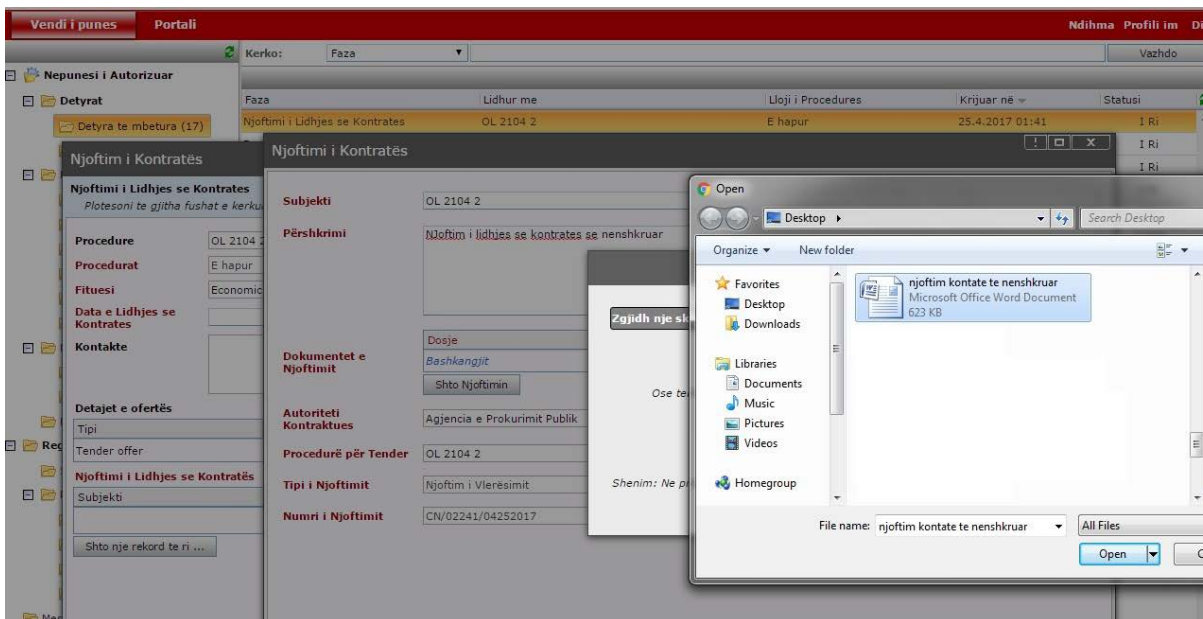 Vendi i punes Portali Ndihma Profili im
Kerko: Faza Vazhdo
Nepunesi i Autorizuar
Detyrat
Detyra te mbetura (17)
Faza Lidhur me Lloji i Procedures Krijuar në Statusi
Njoftimi i Lidhjes se Kontrates OL 2104 2 E hapur 25.4.2017 01:41 I Ri
I Ri
I Ri
Njoftim i Kontratës
Njoftimi i Lidhjes se Kontrates
Plotesoni te gjitha fushat e
Procedure OL 2104
Procedurat E hapur
Fituesi
Data e Lidhjes se
Kontrates
Kontakte
Detajet e ofertës
Tipi
Tender offer
Njoftimi i Lidhjes se Kontratës
Subjekti
Shto nje rekord te ri ...
Njoftimi i Kontratës
Subjekti OL 2104 2
Përshkrimi NJoftim i lidhjes se kontrates se nenshkruar
Dokumentet e
Njoftimit
Dosje
Bashkangjit
Shto Njoftimin
Autoriteti
Kontraktues
Agjencia e Prokurimit Publik
Procedurë për Tender OL 2104 2
Tipi i Njoftimit Njoftim i Vlerësimit
Numri i Njoftimit CN/02241/04252017
Zgjidh nje
Ose
Shenim: Ne
Open
Desktop Search Desktop
Organize New folder
Favorites
Desktop
Downloads
Libraries
Documents
Music
Pictures
Videos
Homegroup
njoftim kontate te nenshkruar
Microsoft Office Word Document
623 KB
File name: njoftim kontate te nenshkruar All Files
Open